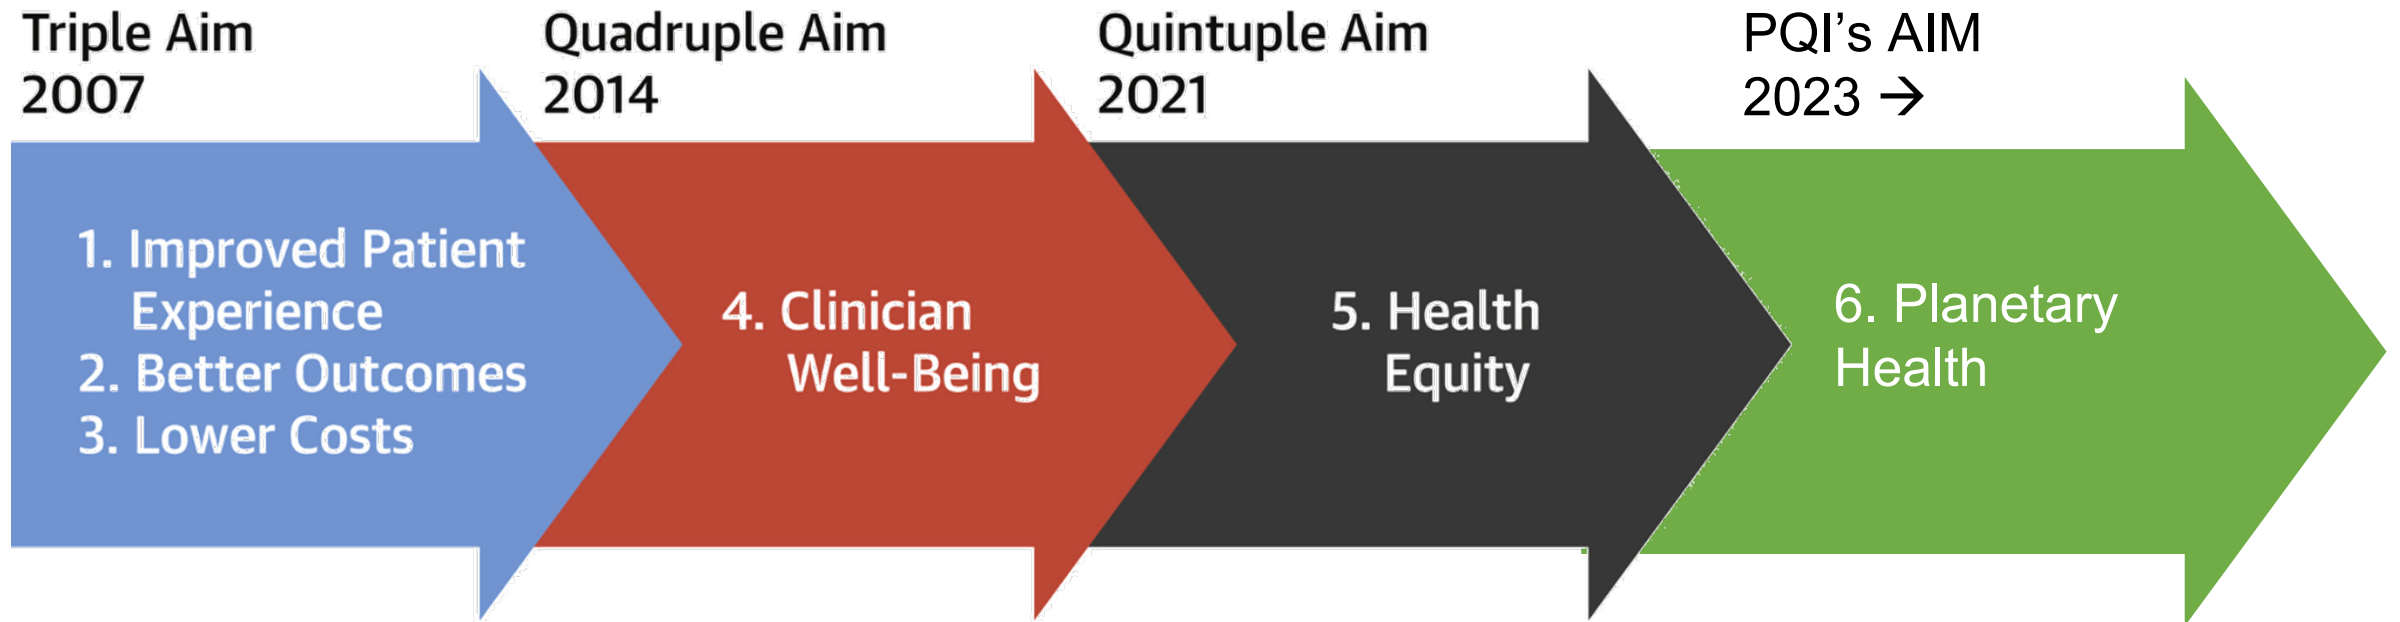 Triple Aim
2007
1. Improved Patient
Experience
2. Better Outcomes
3. Lower Costs
Quadruple Aim
2014
4. Clinician
Well-Being
Quintuple Aim
2021
5. Health
Equity
PQI's AIM
2023 →
6. Planetary
Health